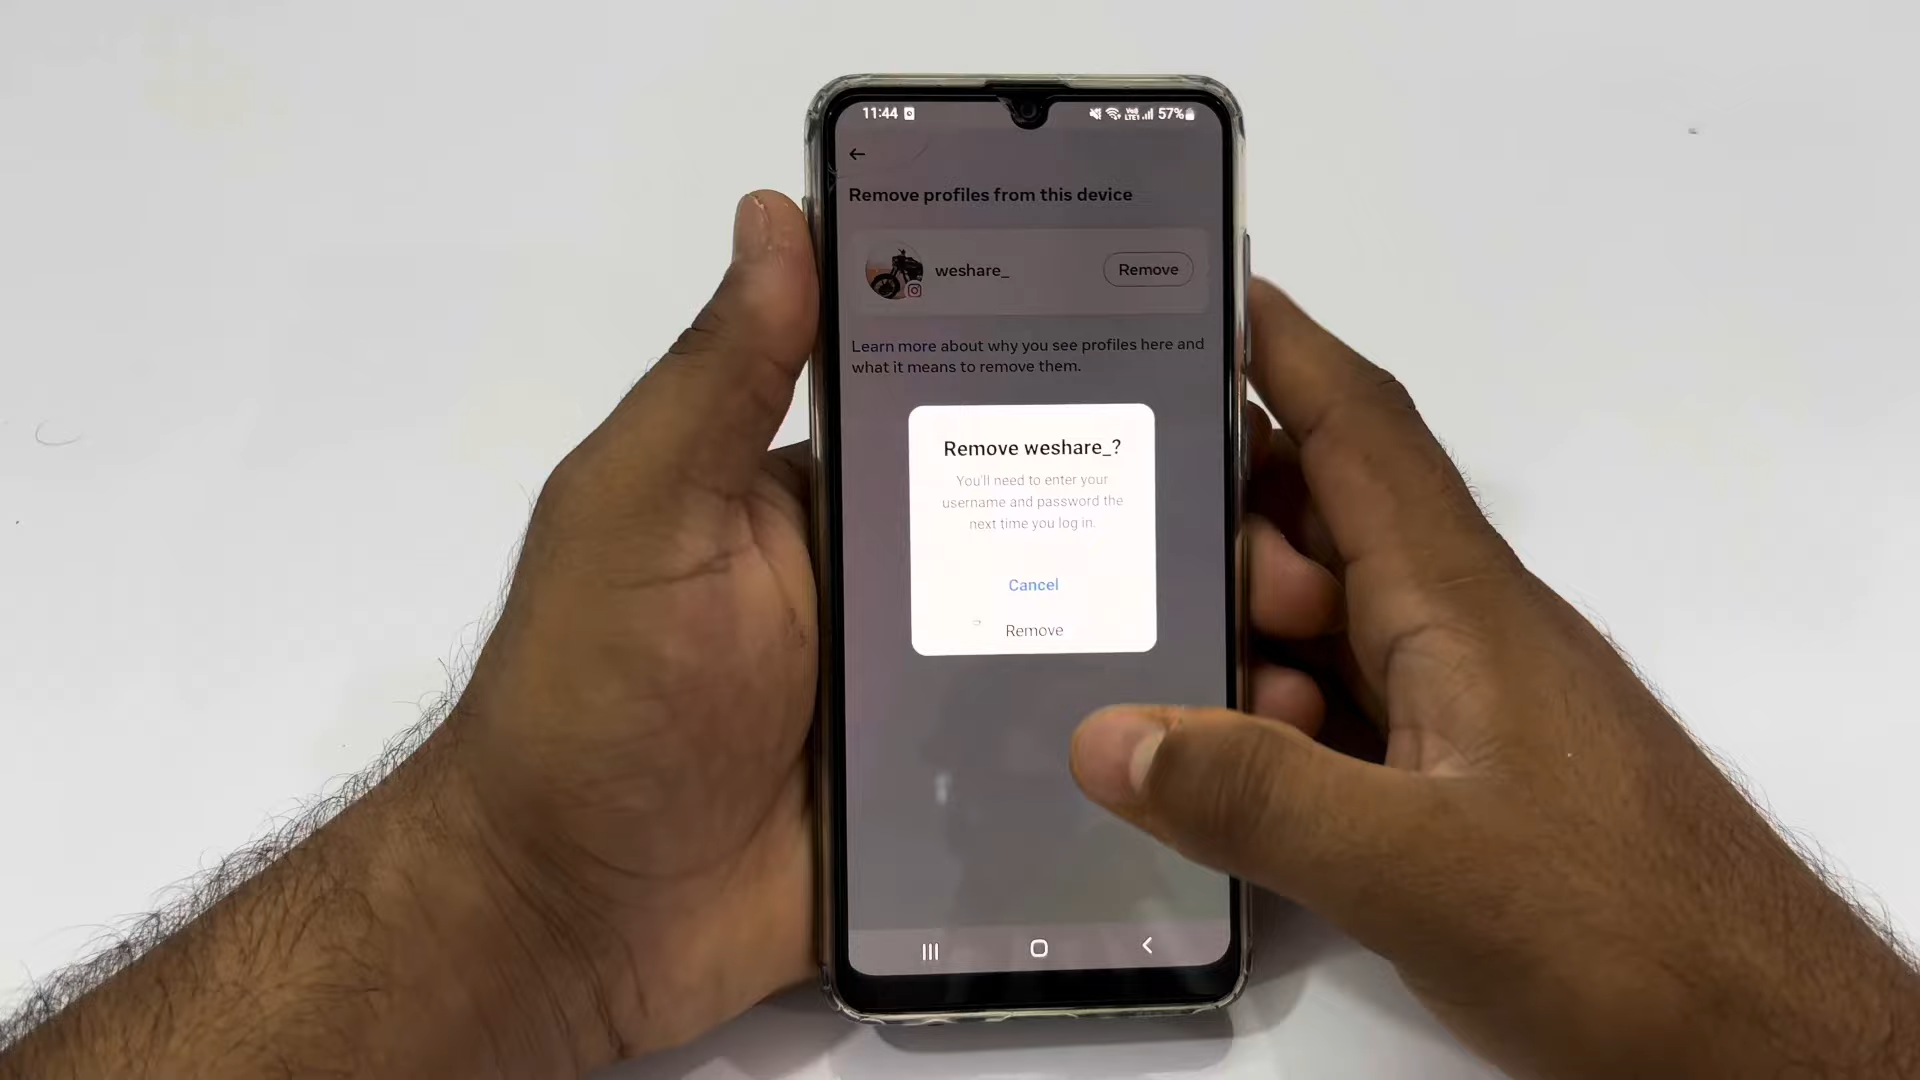 11:44
57%
Remove profiles from this device
weshare_
Remove
Learn more about why you see profiles here and
what it means to remove them.
Remove weshare_?
You'll need to enter your
username and password the
next time you log in.
Cancel
Remove